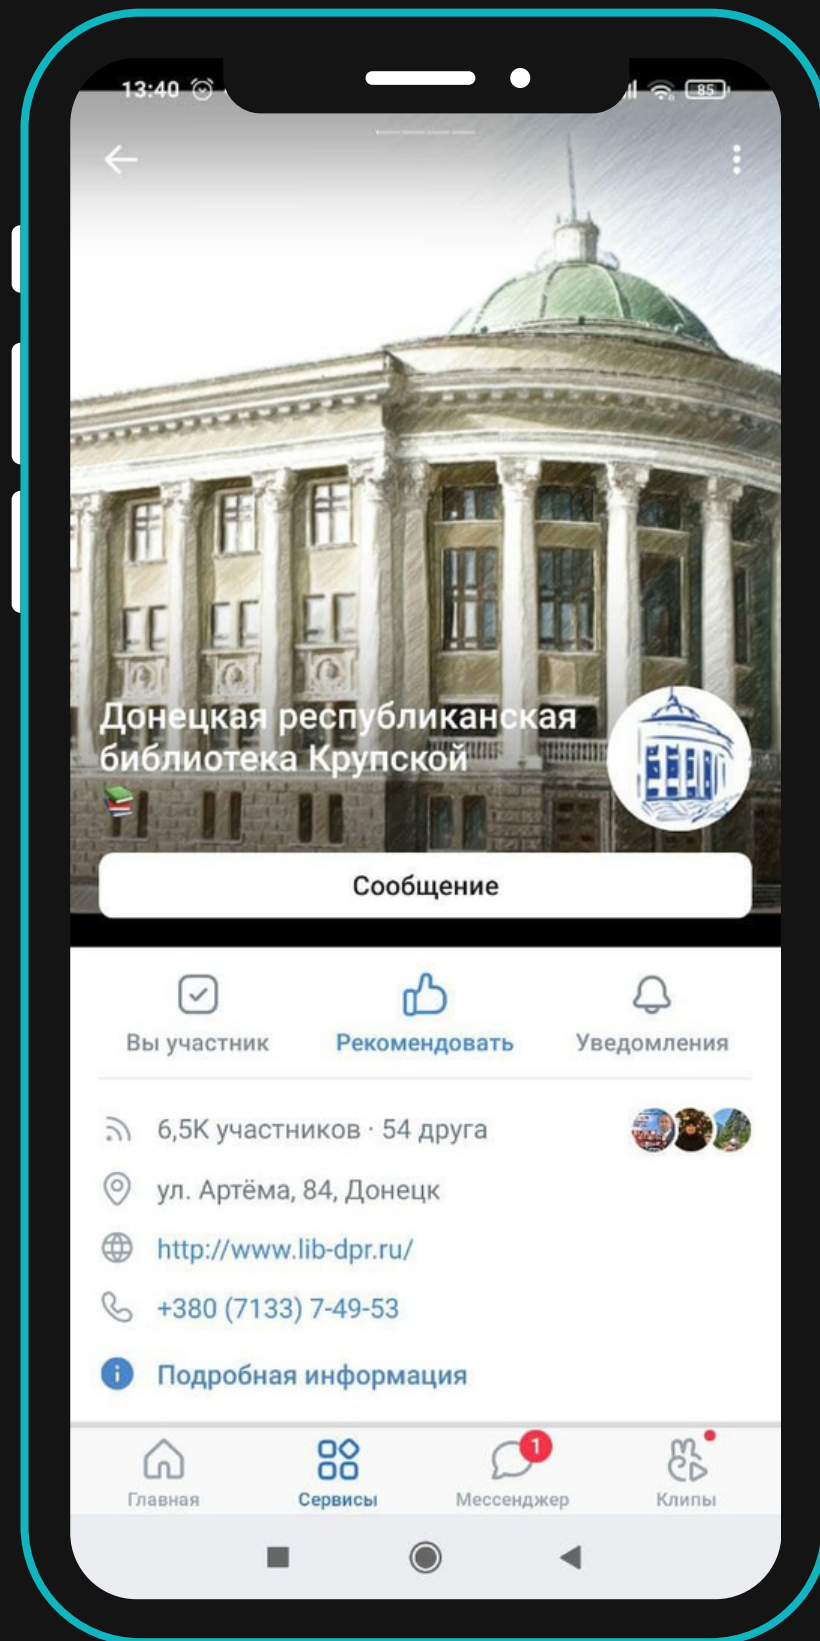 13:40
85
Донецкая республиканская
библиотека Крупской
Сообщение
Вы участник
Рекомендовать
Уведомления
6,5K участников · 54 друга
ул. Артёма, 84, Донецк
http://www.lib-dpr.ru/
+380 (7133) 7-49-53
Подробная информация
1
Главная
Сервисы
Мессенджер
Клипы